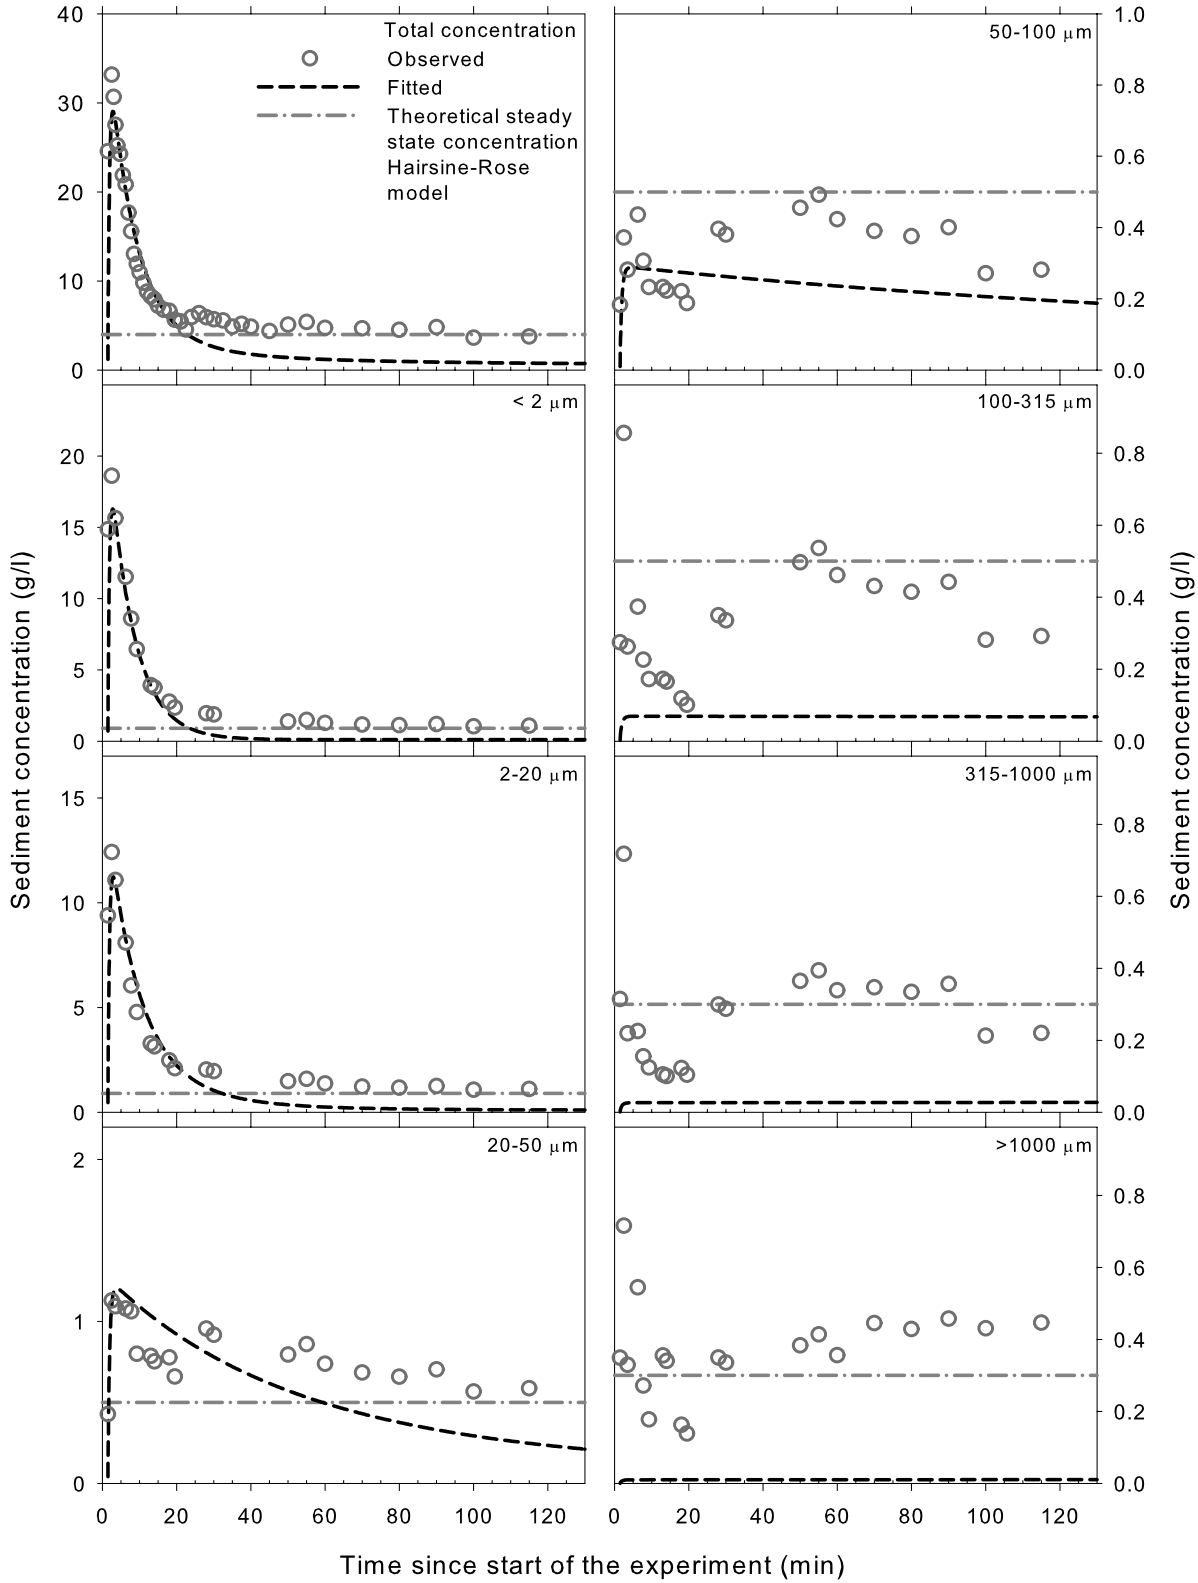 40
30
20
10
0
Total concentration
Observed
Fitted
Theoretical steady
state concentration
Hairsine-Rose
model
50-100 μm
1.0
0.8
0.6
0.4
0.2
0.0
< 2 μm
20
15
10
5
0
100-315 μm
0.8
0.6
0.4
0.2
0.0
2-20 μm
15
10
5
0
315-1000 μm
0.8
0.6
0.4
0.2
0.0
20-50 μm
2
1
0
>1000 μm
0.8
0.6
0.4
0.2
0.0
0 20 40 60 80 100 120
0 20 40 60 80 100 120
Sediment concentration (g/l)
Sediment concentration (g/l)
Time since start of the experiment (min)